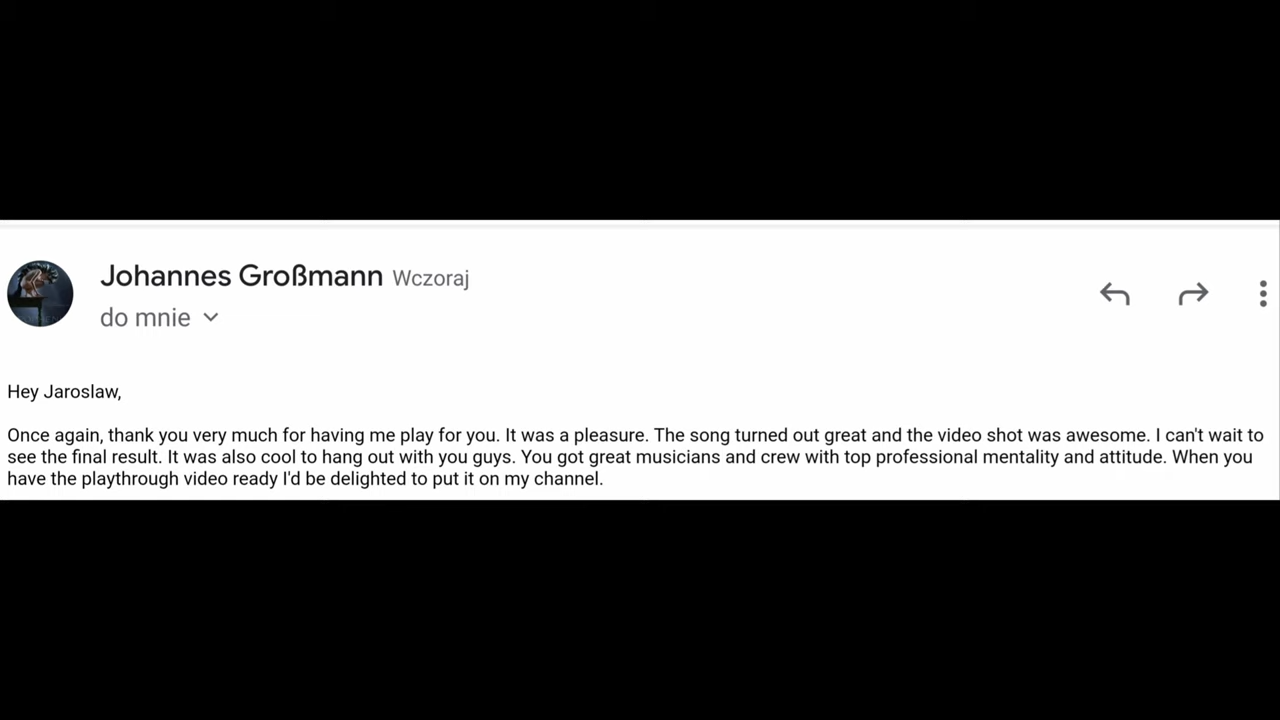 Johannes Großmann Wczoraj
do mnie
Hey Jaroslaw,
Once again, thank you very much for having me play for you. It was a pleasure. The song turned out great and the video shot was awesome. I can't wait to
see the final result. It was also cool to hang out with you guys. You got great musicians and crew with top professional mentality and attitude. When you
have the playthrough video ready I'd be delighted to put it on my channel.